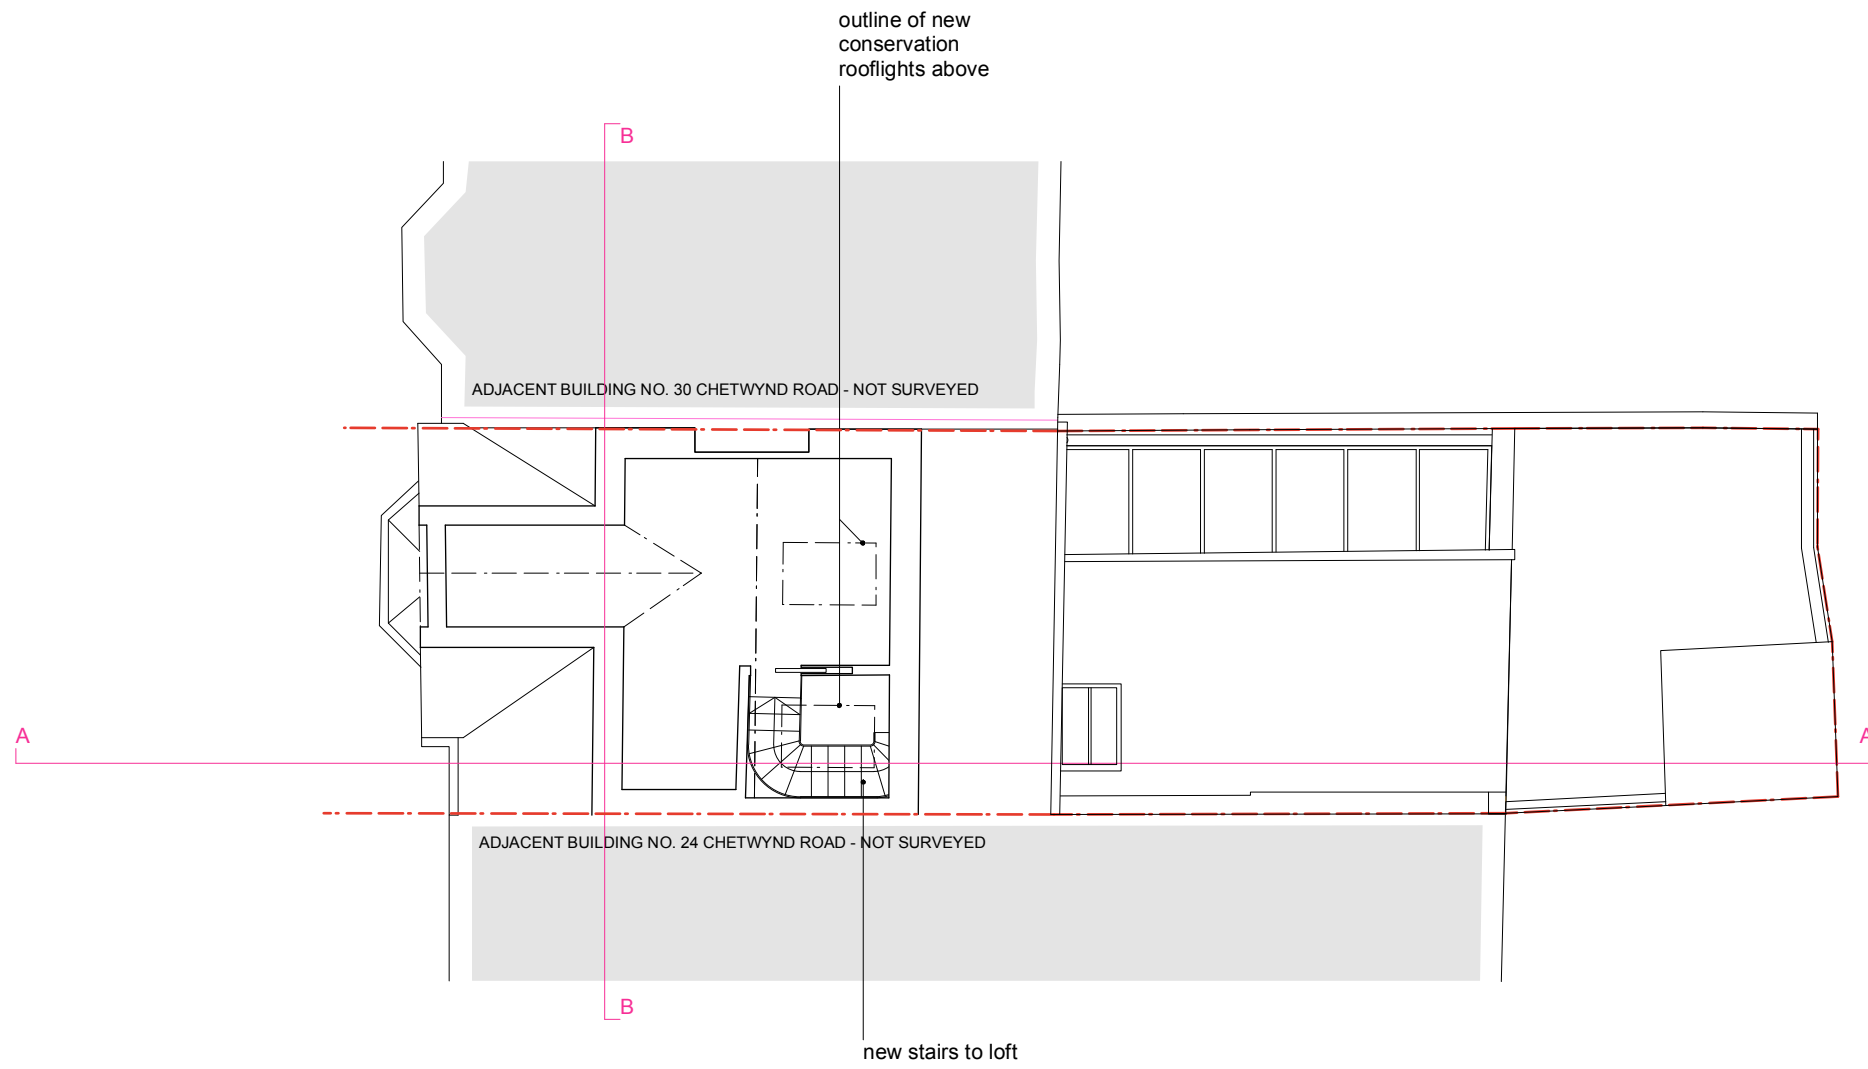 outline of new
conservation
rooflights above
B
ADJACENT BUILDING NO. 30 CHETWYND ROAD - NOT SURVEYED
A
A
ADJACENT BUILDING NO. 24 CHETWYND ROAD - NOT SURVEYED
B
new stairs to loft